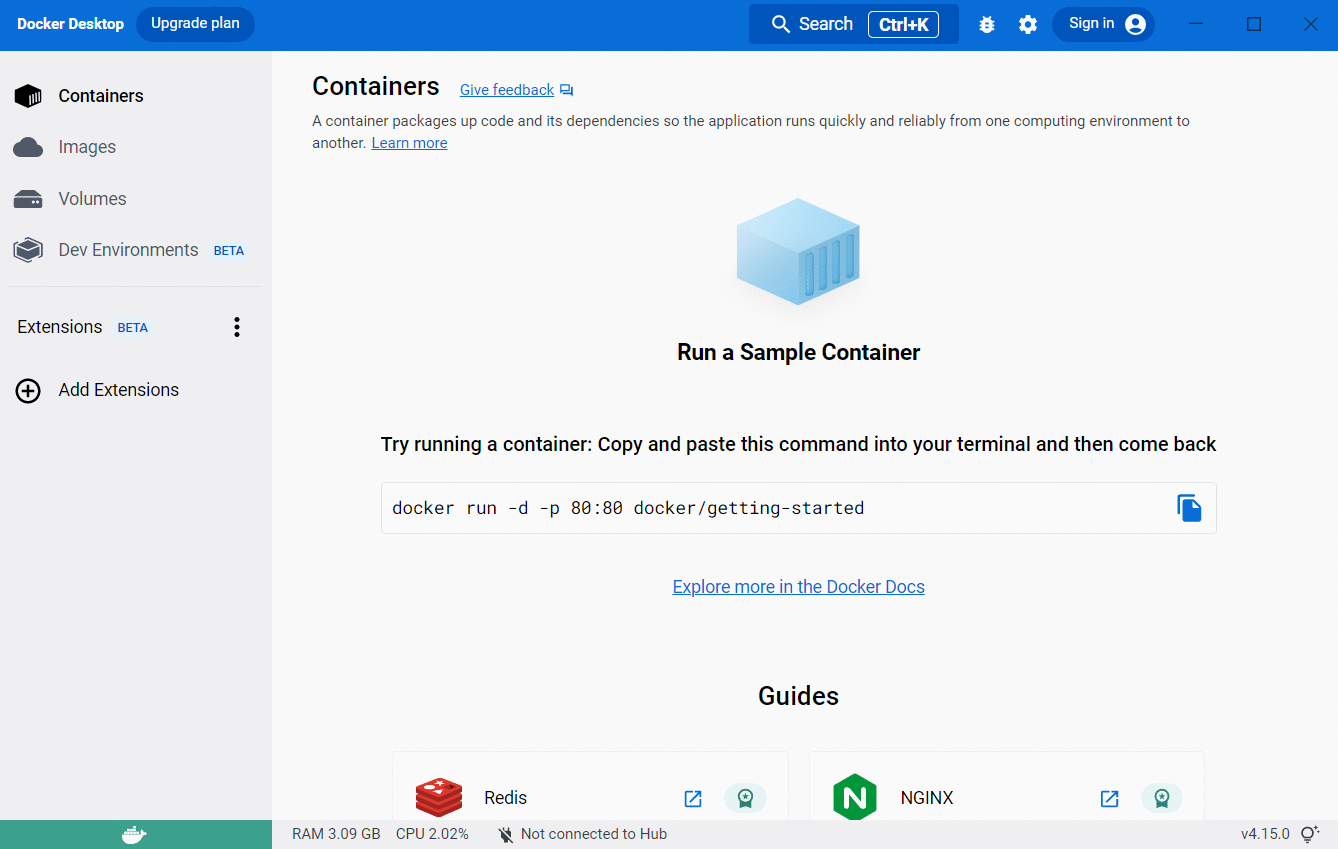 Docker Desktop Upgrade plan Search Ctrl+K Sign in
Containers
Images
Volumes
Dev Environments BETA
Extensions BETA
Add Extensions
Containers Give feedback
A container packages up code and its dependencies so the application runs quickly and reliably from one computing environment to
another. Learn more
Run a Sample Container
Try running a container: Copy and paste this command into your terminal and then come back
docker run -d -p 80:80 docker/getting-started
Explore more in the Docker Docs
Guides
Redis
N NGINX
RAM 3.09 GB CPU 2.02% Not connected to Hub v4.15.0